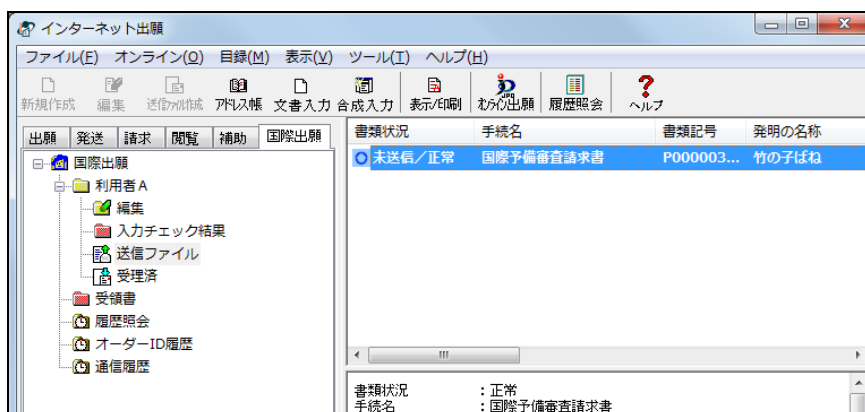 インターネット出願
ファイル(F) オンライン(O) 目録(M) 表示(V) ツール(T) ヘルプ(H)
新規作成 編集 送信ファイル作成 アドレス帳 文書入力 合成入力 表示/印刷 オンライン出願 履歴照会 ヘルプ
出願 発送 請求 閲覧 補助 国際出願
国際出願
利用者A
編集
入力チェック結果
送信ファイル
受理済
受領書
履歴照会
オーダーID履歴
通信履歴
書類状況 手続名 書類記号 発明の名称
未送信/正常 国際予備審査請求書 P000003... 竹の子ばね
書類状況 :正常
手続名 :国際予備審査請求書